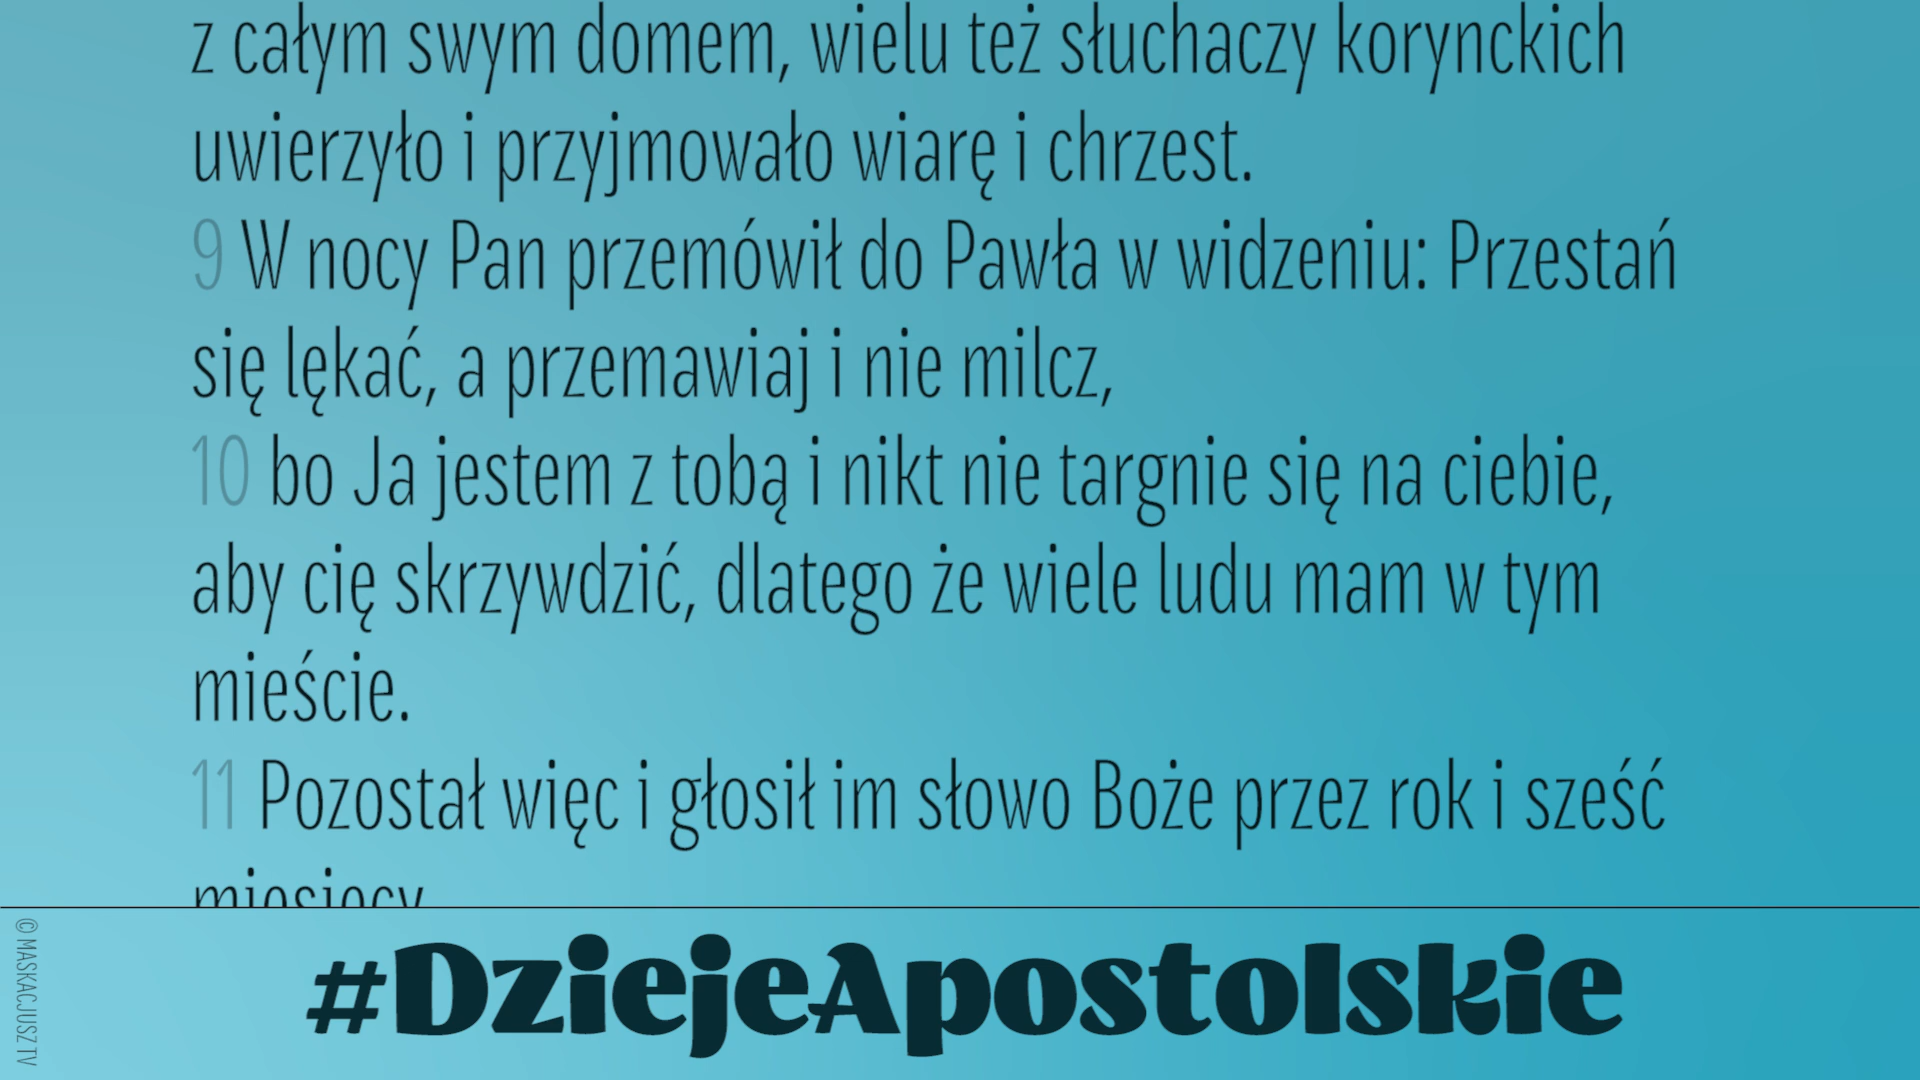 z całym swym domem, wielu też słuchaczy korynckich
uwierzyło i przyjmowało wiarę i chrzest.
9 W nocy Pan przemówił do Pawła w widzeniu: Przestań
się lękać, a przemawiaj i nie milcz,
10 bo Ja jestem z tobą i nikt nie targnie się na ciebie,
aby cię skrzywdzić, dlatego że wiele ludu mam w tym
mieście.
11 Pozostał więc i głosił im słowo Boże przez rok i sześć
miesięcy
#DziejeApostolskie
© MASKACJUSZ TV